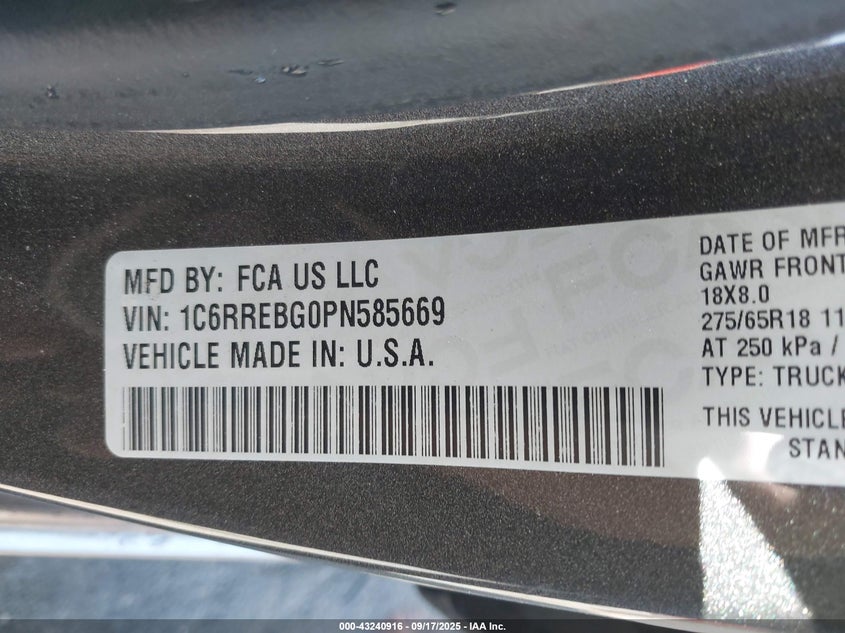 MFD BY: FCA US LLC
VIN: 1C6RREBG0PN585669
VEHICLE MADE IN: U.S.A.
DATE OF MFR
GAWR FRONT
18X8.0
275/65R18 11
AT 250 kPa /
TYPE: TRUCK
THIS VEHICLE
STAN
000-43240916 - 09/17/2025 - IAA Inc.